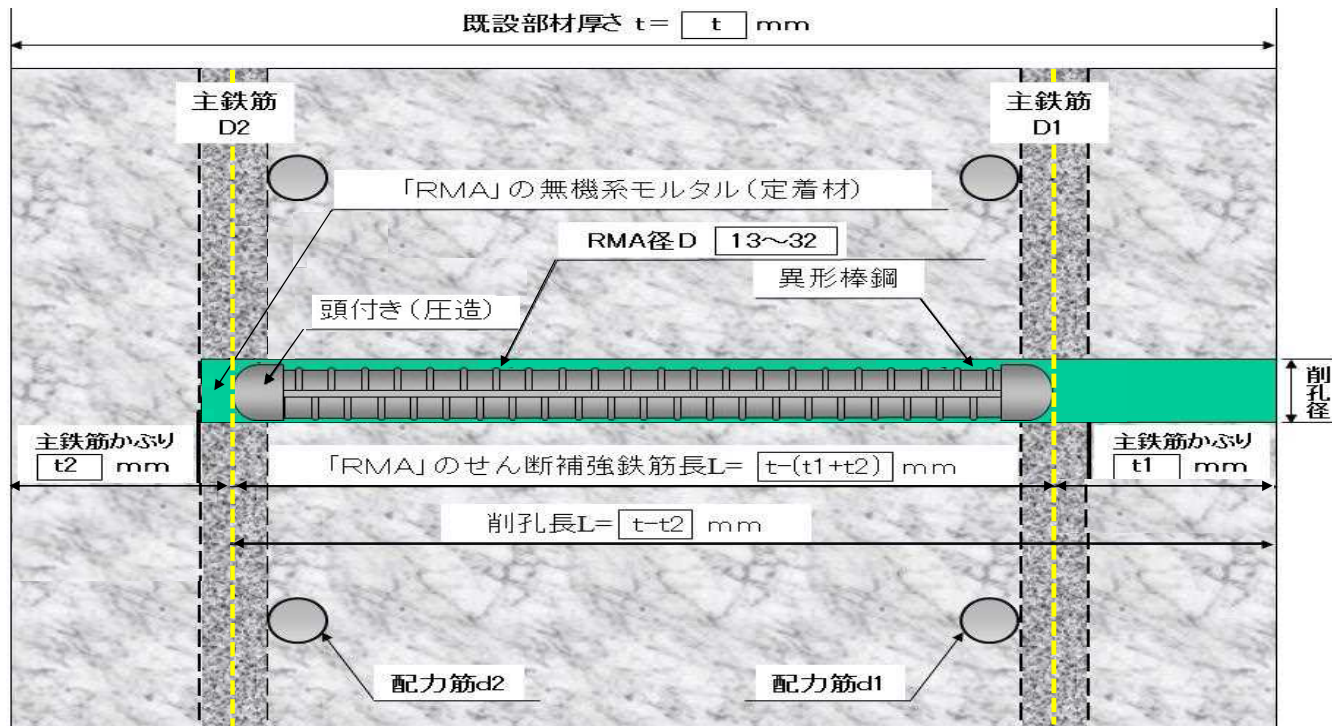 既設部材厚さ t= t mm
主鉄筋
D2
主鉄筋
D1
「RMA」の無機系モルタル(定着材)
RMA径D 13~32
異形棒鋼
頭付き(圧造)
削孔径
主鉄筋かぶり
t2 mm
「RMA」のせん断補強鉄筋長L= t-(t1+t2) mm
主鉄筋かぶり
t1 mm
削孔長L= t-t2 mm
配力筋d2
配力筋d1